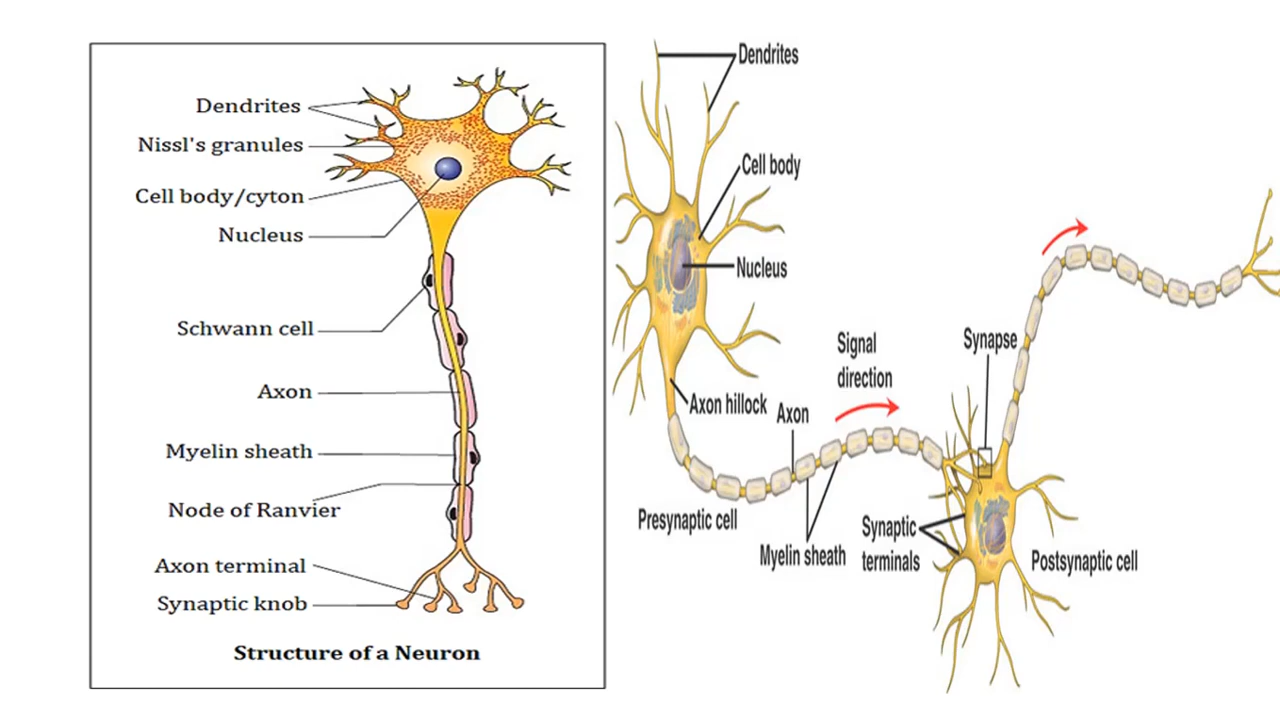 Dendrites
Nissl's granules
Cell body/cyton
Nucleus
Schwann cell
Axon
Myelin sheath
Node of Ranvier
Axon terminal
Synaptic knob
Structure of a Neuron
Dendrites
Cell body
Nucleus
Axon hillock
Axon
Signal
direction
Synapse
Presynaptic cell
Myelin sheath
Synaptic
terminals
Postsynaptic cell